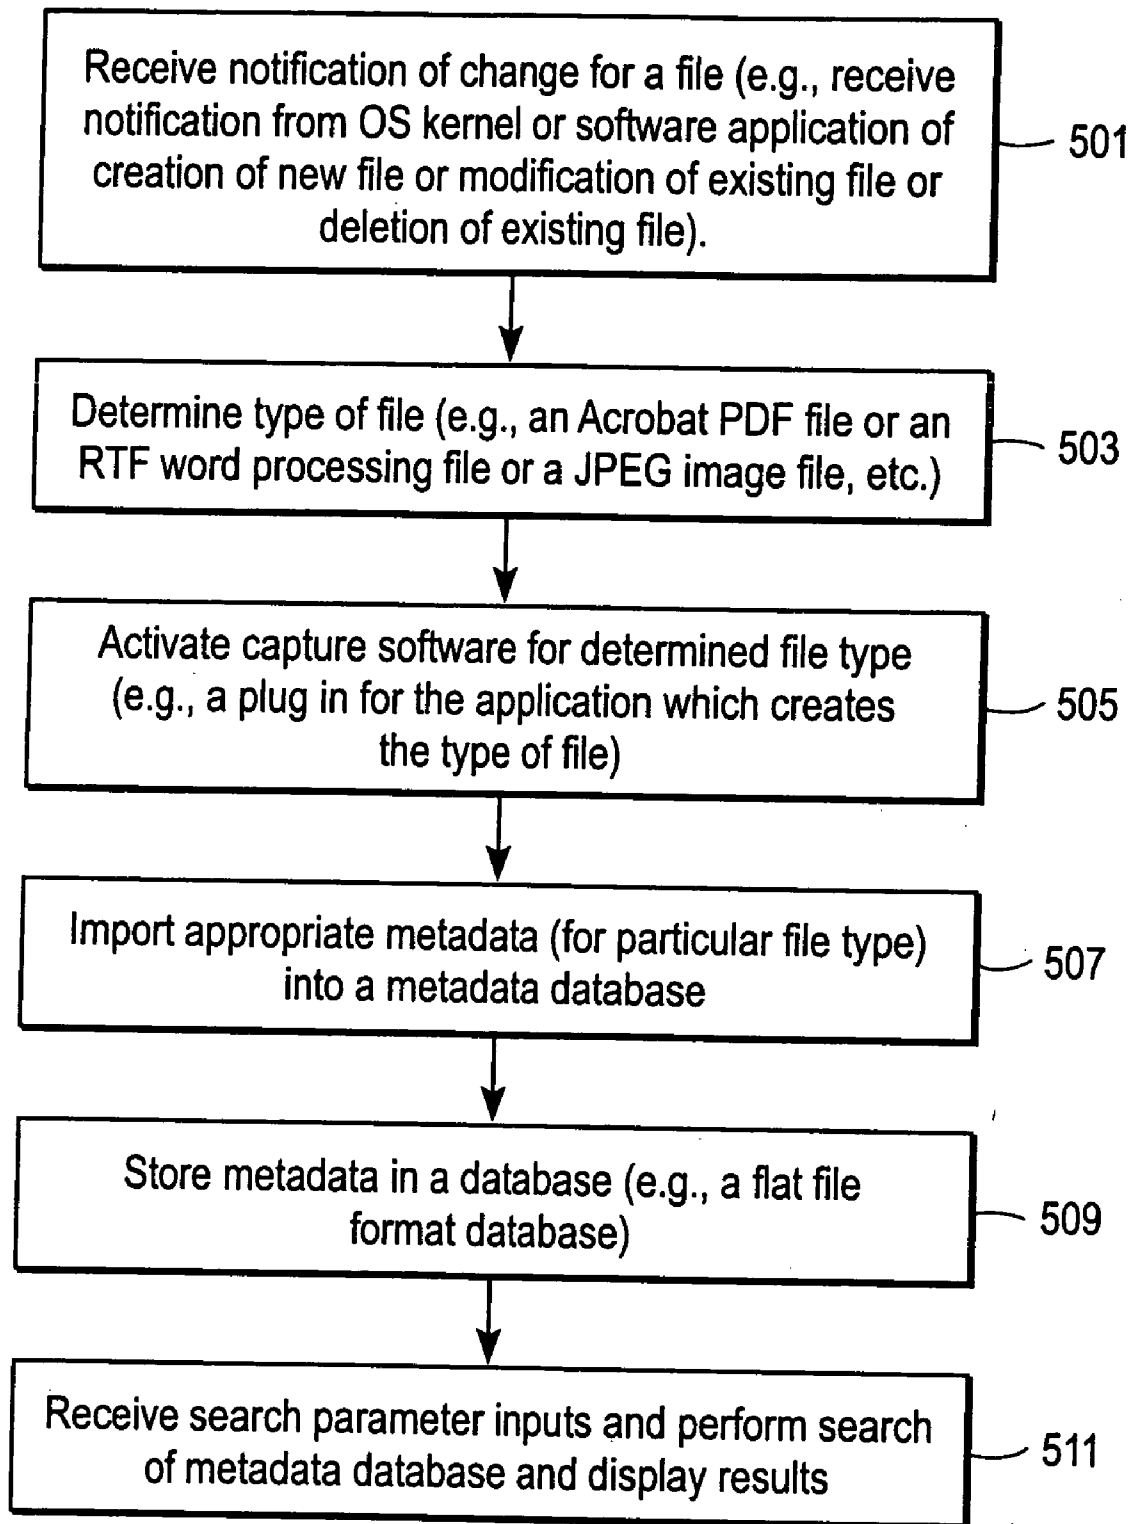 Receive notification of change for a file (e.g., receive
notification from OS kernel or software application of
creation of new file or modification of existing file or
deletion of existing file).
501
Determine type of file (e.g., an Acrobat PDF file or an
RTF word processing file or a JPEG image file, etc.)
503
Activate capture software for determined file type
(e.g., a plug in for the application which creates
the type of file)
505
Import appropriate metadata (for particular file type)
into a metadata database
507
Store metadata in a database (e.g., a flat file
format database)
509
Receive search parameter inputs and perform search
of metadata database and display results
511